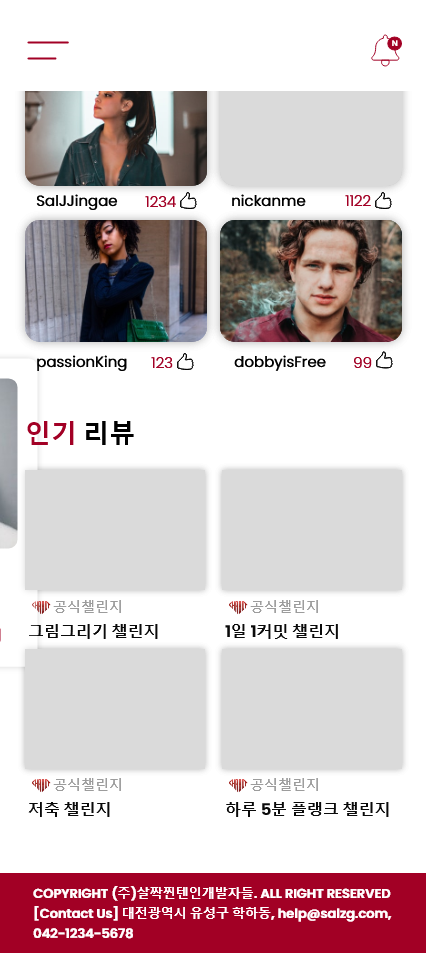 N
SalJJingae 1234
nickanme 1122
passionKing 123
dobbyisFree 99
인기 리뷰
공식챌린지
그림그리기 챌린지
공식챌린지
1일 1커밋 챌린지
공식챌린지
저축 챌린지
공식챌린지
하루 5분 플랭크 챌린지
COPYRIGHT (주)살짝찐텐인개발자들. ALL RIGHT RESERVED
[Contact Us] 대전광역시 유성구 학하동, help@salzg.com,
042-1234-5678